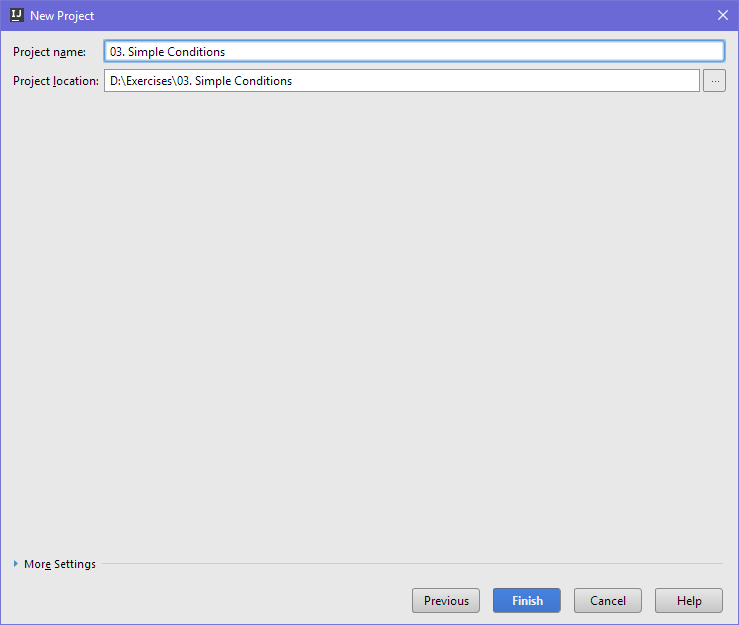 IJ New Project
Project name: 03. Simple Conditions
Project location: D:\Exercises\03. Simple Conditions ...
More Settings
Previous Finish Cancel Help